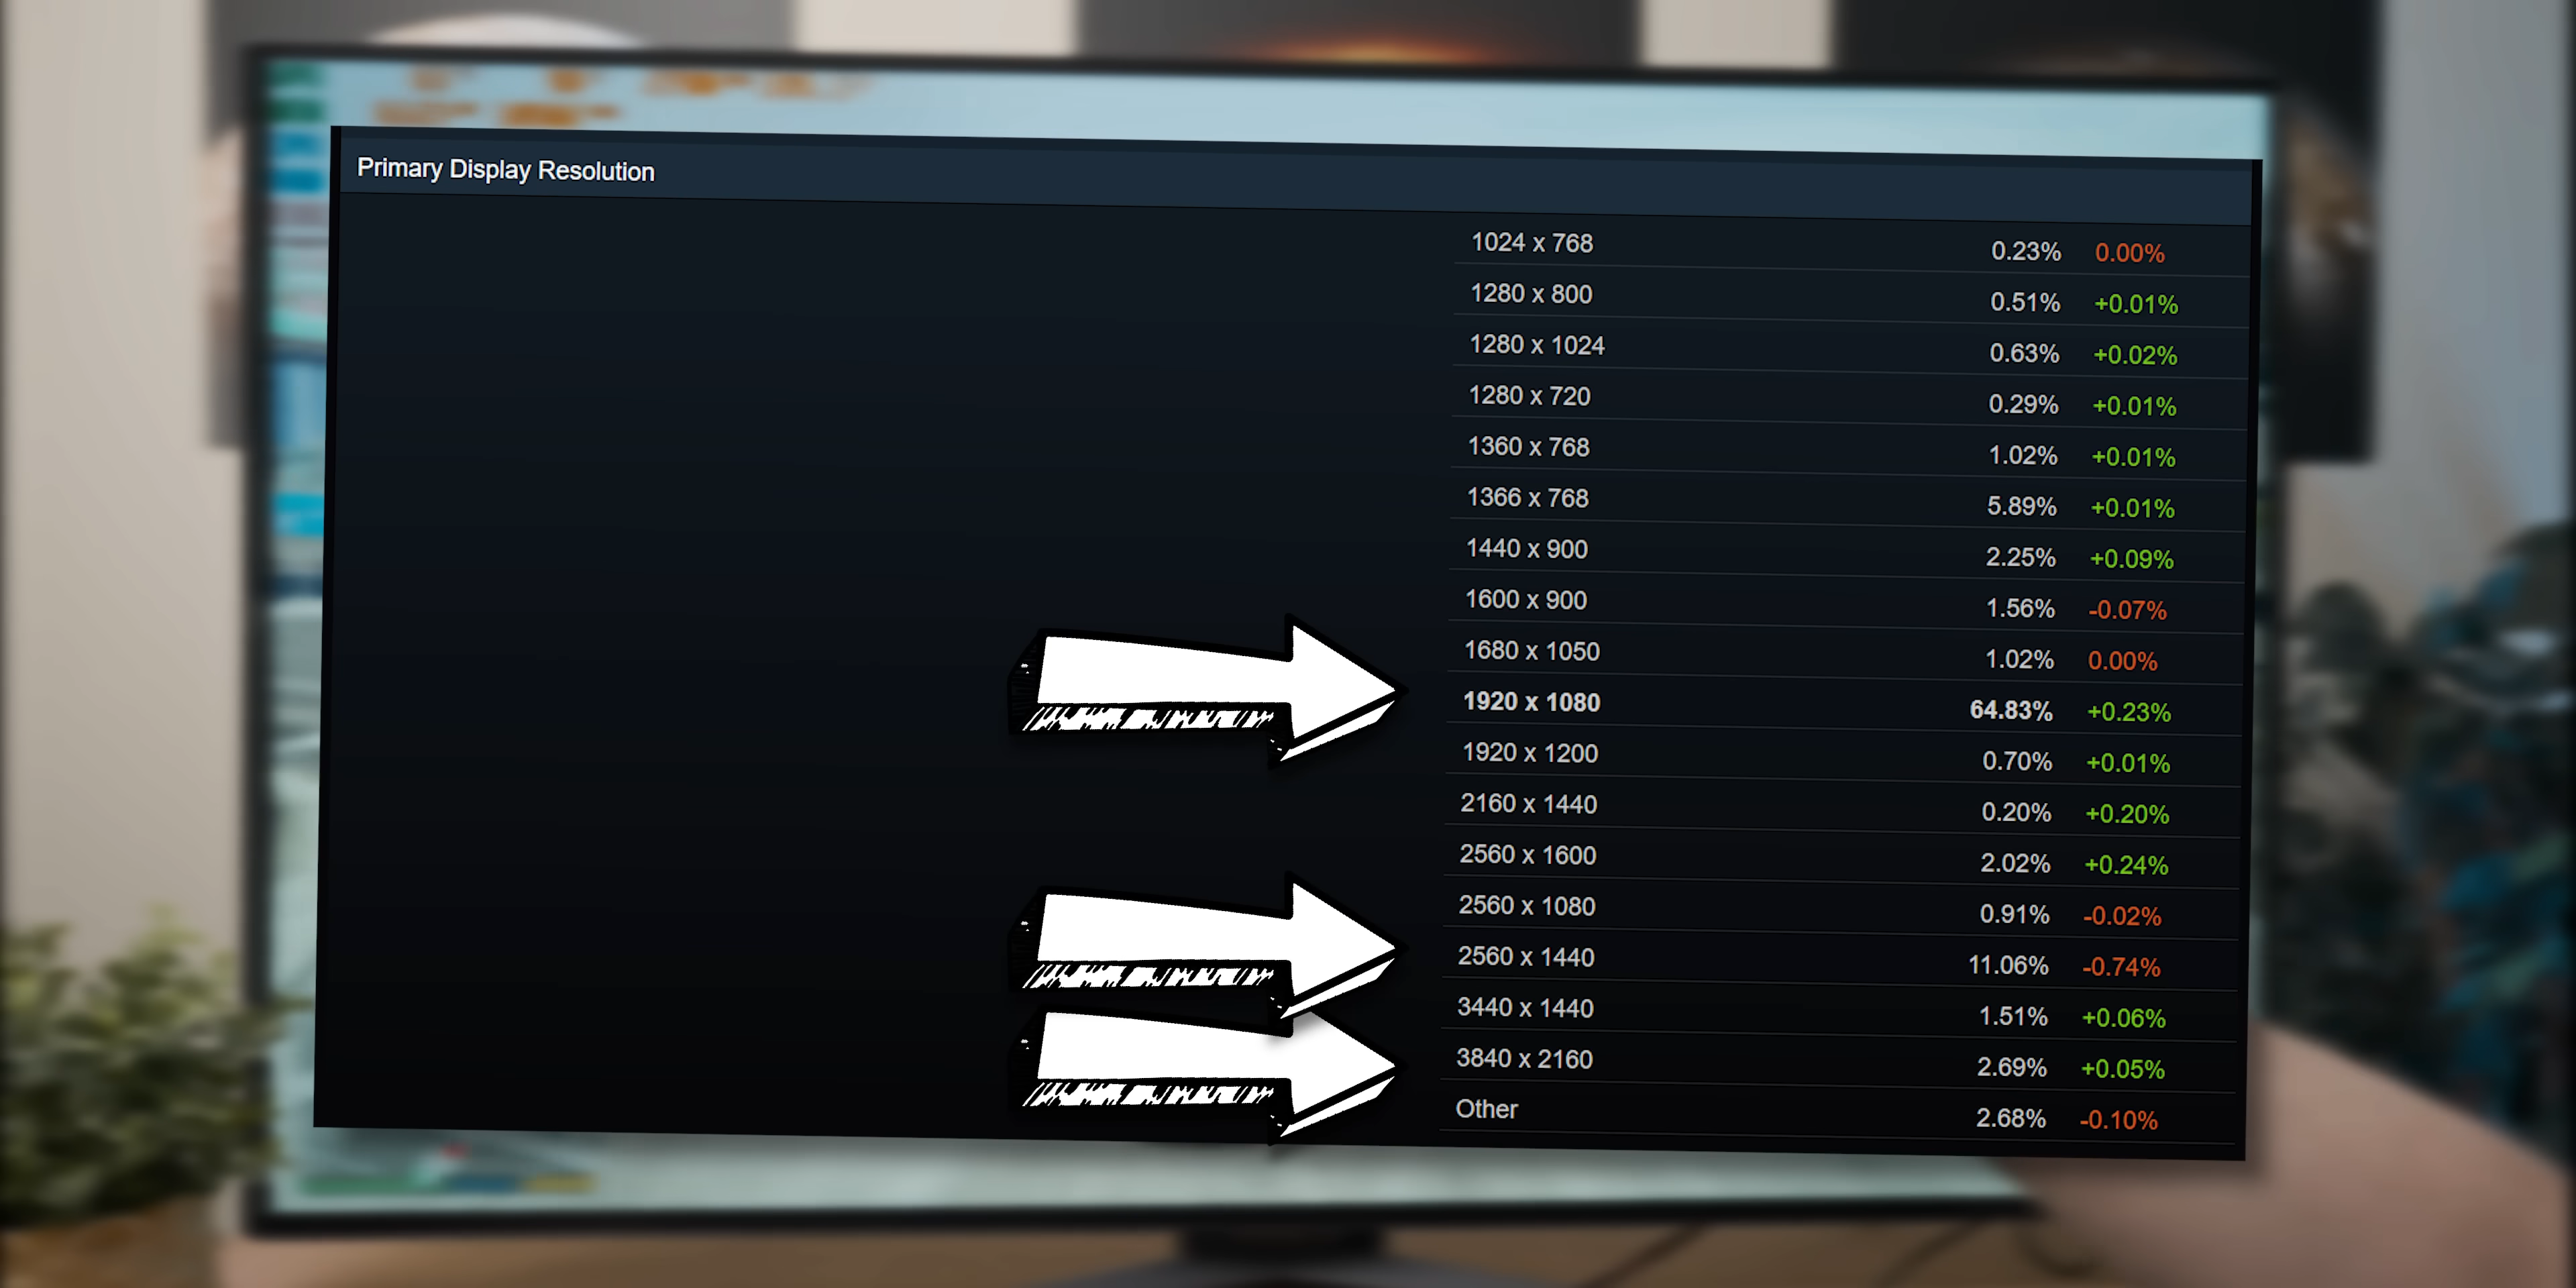 Primary Display Resolution
1024 x 768 0.23% 0.00%
1280 x 800 0.51% +0.01%
1280 x 1024 0.63% +0.02%
1280 x 720 0.29% +0.01%
1360 x 768 1.02% +0.01%
1366 x 768 5.89% +0.01%
1440 x 900 2.25% +0.09%
1600 x 900 1.56% -0.07%
1680 x 1050 1.02% 0.00%
1920 x 1080 64.83% +0.23%
1920 x 1200 0.70% +0.01%
2160 x 1440 0.20% +0.20%
2560 x 1600 2.02% +0.24%
2560 x 1080 0.91% -0.02%
2560 x 1440 11.06% -0.74%
3440 x 1440 1.51% +0.06%
3840 x 2160 2.69% +0.05%
Other 2.68% -0.10%